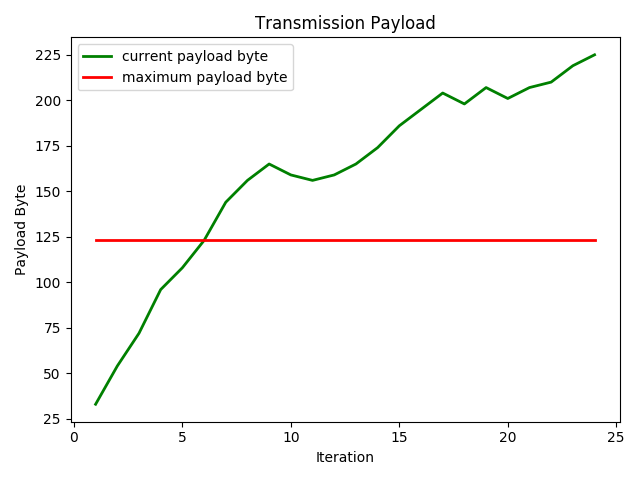 Transmission Payload
current payload byte
maximum payload byte
Payload Byte
225
200
175
150
125
100
75
50
25
0 5 10 15 20 25
Iteration